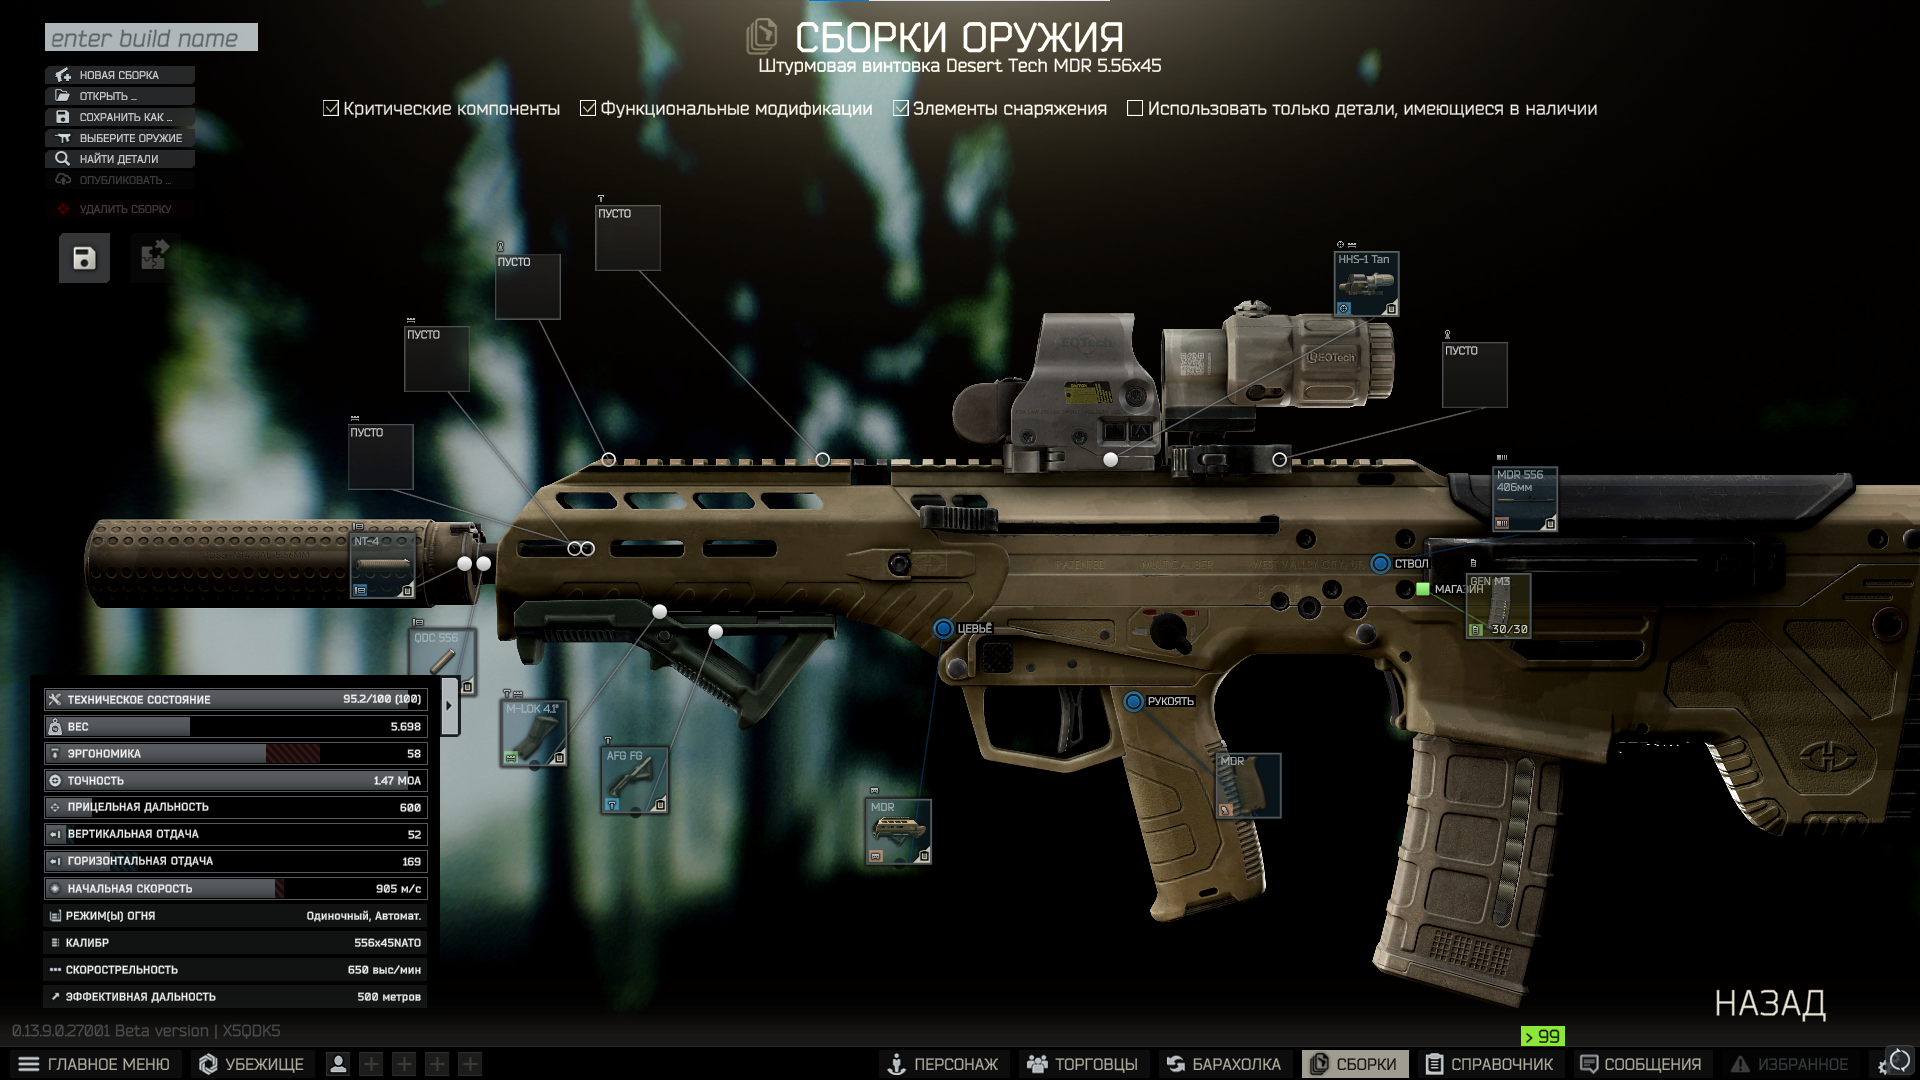 enter build name
СБОРКИ ОРУЖИЯ
Штурмовая винтовка Desert Tech MDR 5.56x45
НОВАЯ СБОРКА
ОТКРЫТЬ ...
СОХРАНИТЬ КАК ...
ВЫБЕРИТЕ ОРУЖИЕ
НАЙТИ ДЕТАЛИ
ОПУБЛИКОВАТЬ ...
УДАЛИТЬ СБОРКУ
Критические компоненты
Функциональные модификации
Элементы снаряжения
Использовать только детали, имеющиеся в наличии
ПУСТО
ПУСТО
ПУСТО
ПУСТО
HHS-1 Tan
ПУСТО
EOTech
EOTech
MDR 556
406мм
NT-4
СТВОЛ
МАГАЗИН
GEN M3
30/30
ЦЕВЬЁ
QDC 556
РУКОЯТЬ
M-LOK 4.1"
AFG FG
MDR
MDR
ТЕХНИЧЕСКОЕ СОСТОЯНИЕ 95.2/100 (100)
ВЕС 5.698
ЭРГОНОМИКА 58
ТОЧНОСТЬ 1.47 MOA
ПРИЦЕЛЬНАЯ ДАЛЬНОСТЬ 600
ВЕРТИКАЛЬНАЯ ОТДАЧА 52
ГОРИЗОНТАЛЬНАЯ ОТДАЧА 169
НАЧАЛЬНАЯ СКОРОСТЬ 905 м/с
РЕЖИМ(Ы) ОГНЯ Одиночный, Автомат.
КАЛИБР 556x45NATO
СКОРОСТРЕЛЬНОСТЬ 650 выс/мин
ЭФФЕКТИВНАЯ ДАЛЬНОСТЬ 500 метров
НАЗАД
0.13.9.0.27001 Beta version | X5QDK5
> 99
ГЛАВНОЕ МЕНЮ
УБЕЖИЩЕ
ПЕРСОНАЖ
ТОРГОВЦЫ
БАРАХОЛКА
СБОРКИ
СПРАВОЧНИК
СООБЩЕНИЯ
ИЗБРАННОЕ